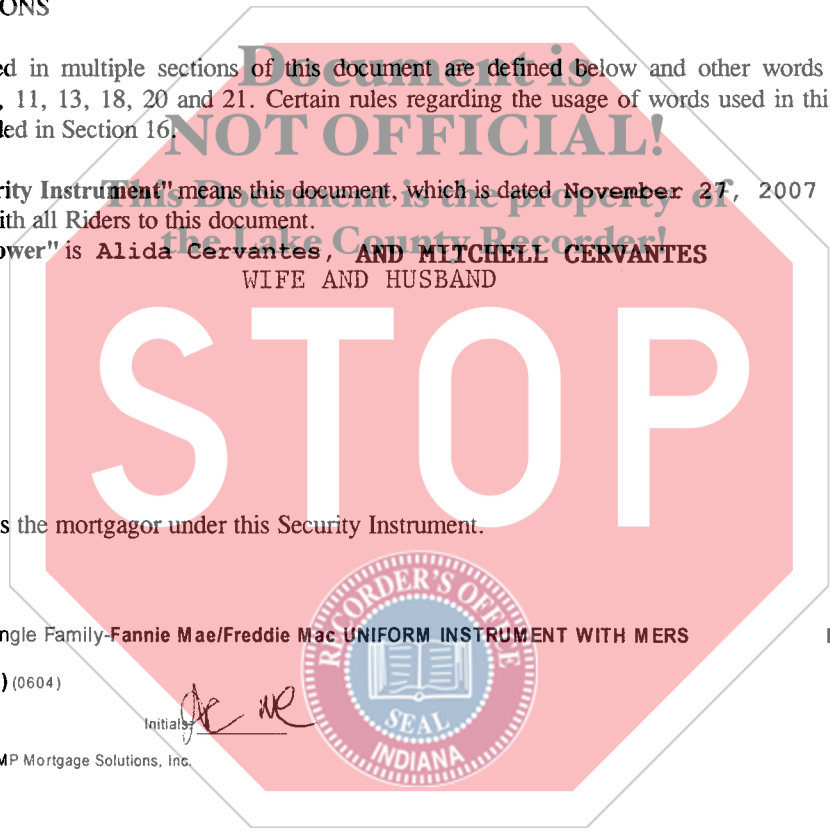 ONS
ed in multiple sections of this document are defined below and other words
, 11, 13, 18, 20 and 21. Certain rules regarding the usage of words used in thi
led in Section 16.
Document is
NOT OFFICIAL!
This Document is the property of
the Lake County Recorder!
rity Instrument" means this document, which is dated November 27, 2007
ith all Riders to this document.
ower" is Alida Cervantes, AND MITCHELL CERVANTES
WIFE AND HUSBAND
STOP
s the mortgagor under this Security Instrument.
ngle Family-Fannie Mae/Freddie Mac UNIFORM INSTRUMENT WITH MERS
) (0604)
Initials:
MP Mortgage Solutions, Inc.
RECORDER'S OFFICE
SEAL
INDIANA